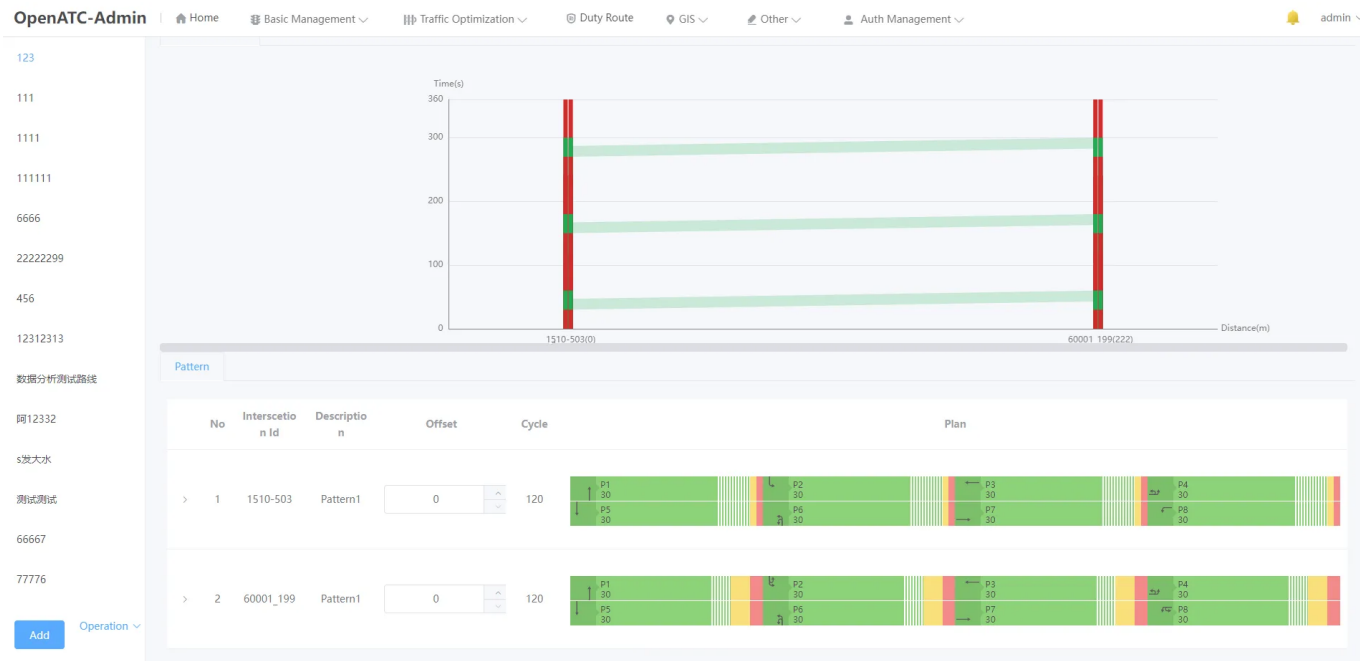 OpenATC-Admin Home Basic Management Traffic Optimization Duty Route GIS Other Auth Management admin
123
111
1111
111111
6666
22222299
456
12312313
数据分析测试路线
阿12332
s发大水
测试测试
66667
77776
Add Operation
Time(s)
360
300
200
100
0
Distance(m)
1510-503(0) 60001_199(222)
Pattern
No Interscetio n Id Descriptio n Offset Cycle Plan
1 1510-503 Pattern1 0 120
P1 P2 P3 P4
30 30 30 30
P5 P6 P7 P8
30 30 30 30
2 60001_199 Pattern1 0 120
P1 P2 P3 P4
30 30 30 30
P5 P6 P7 P8
30 30 30 30